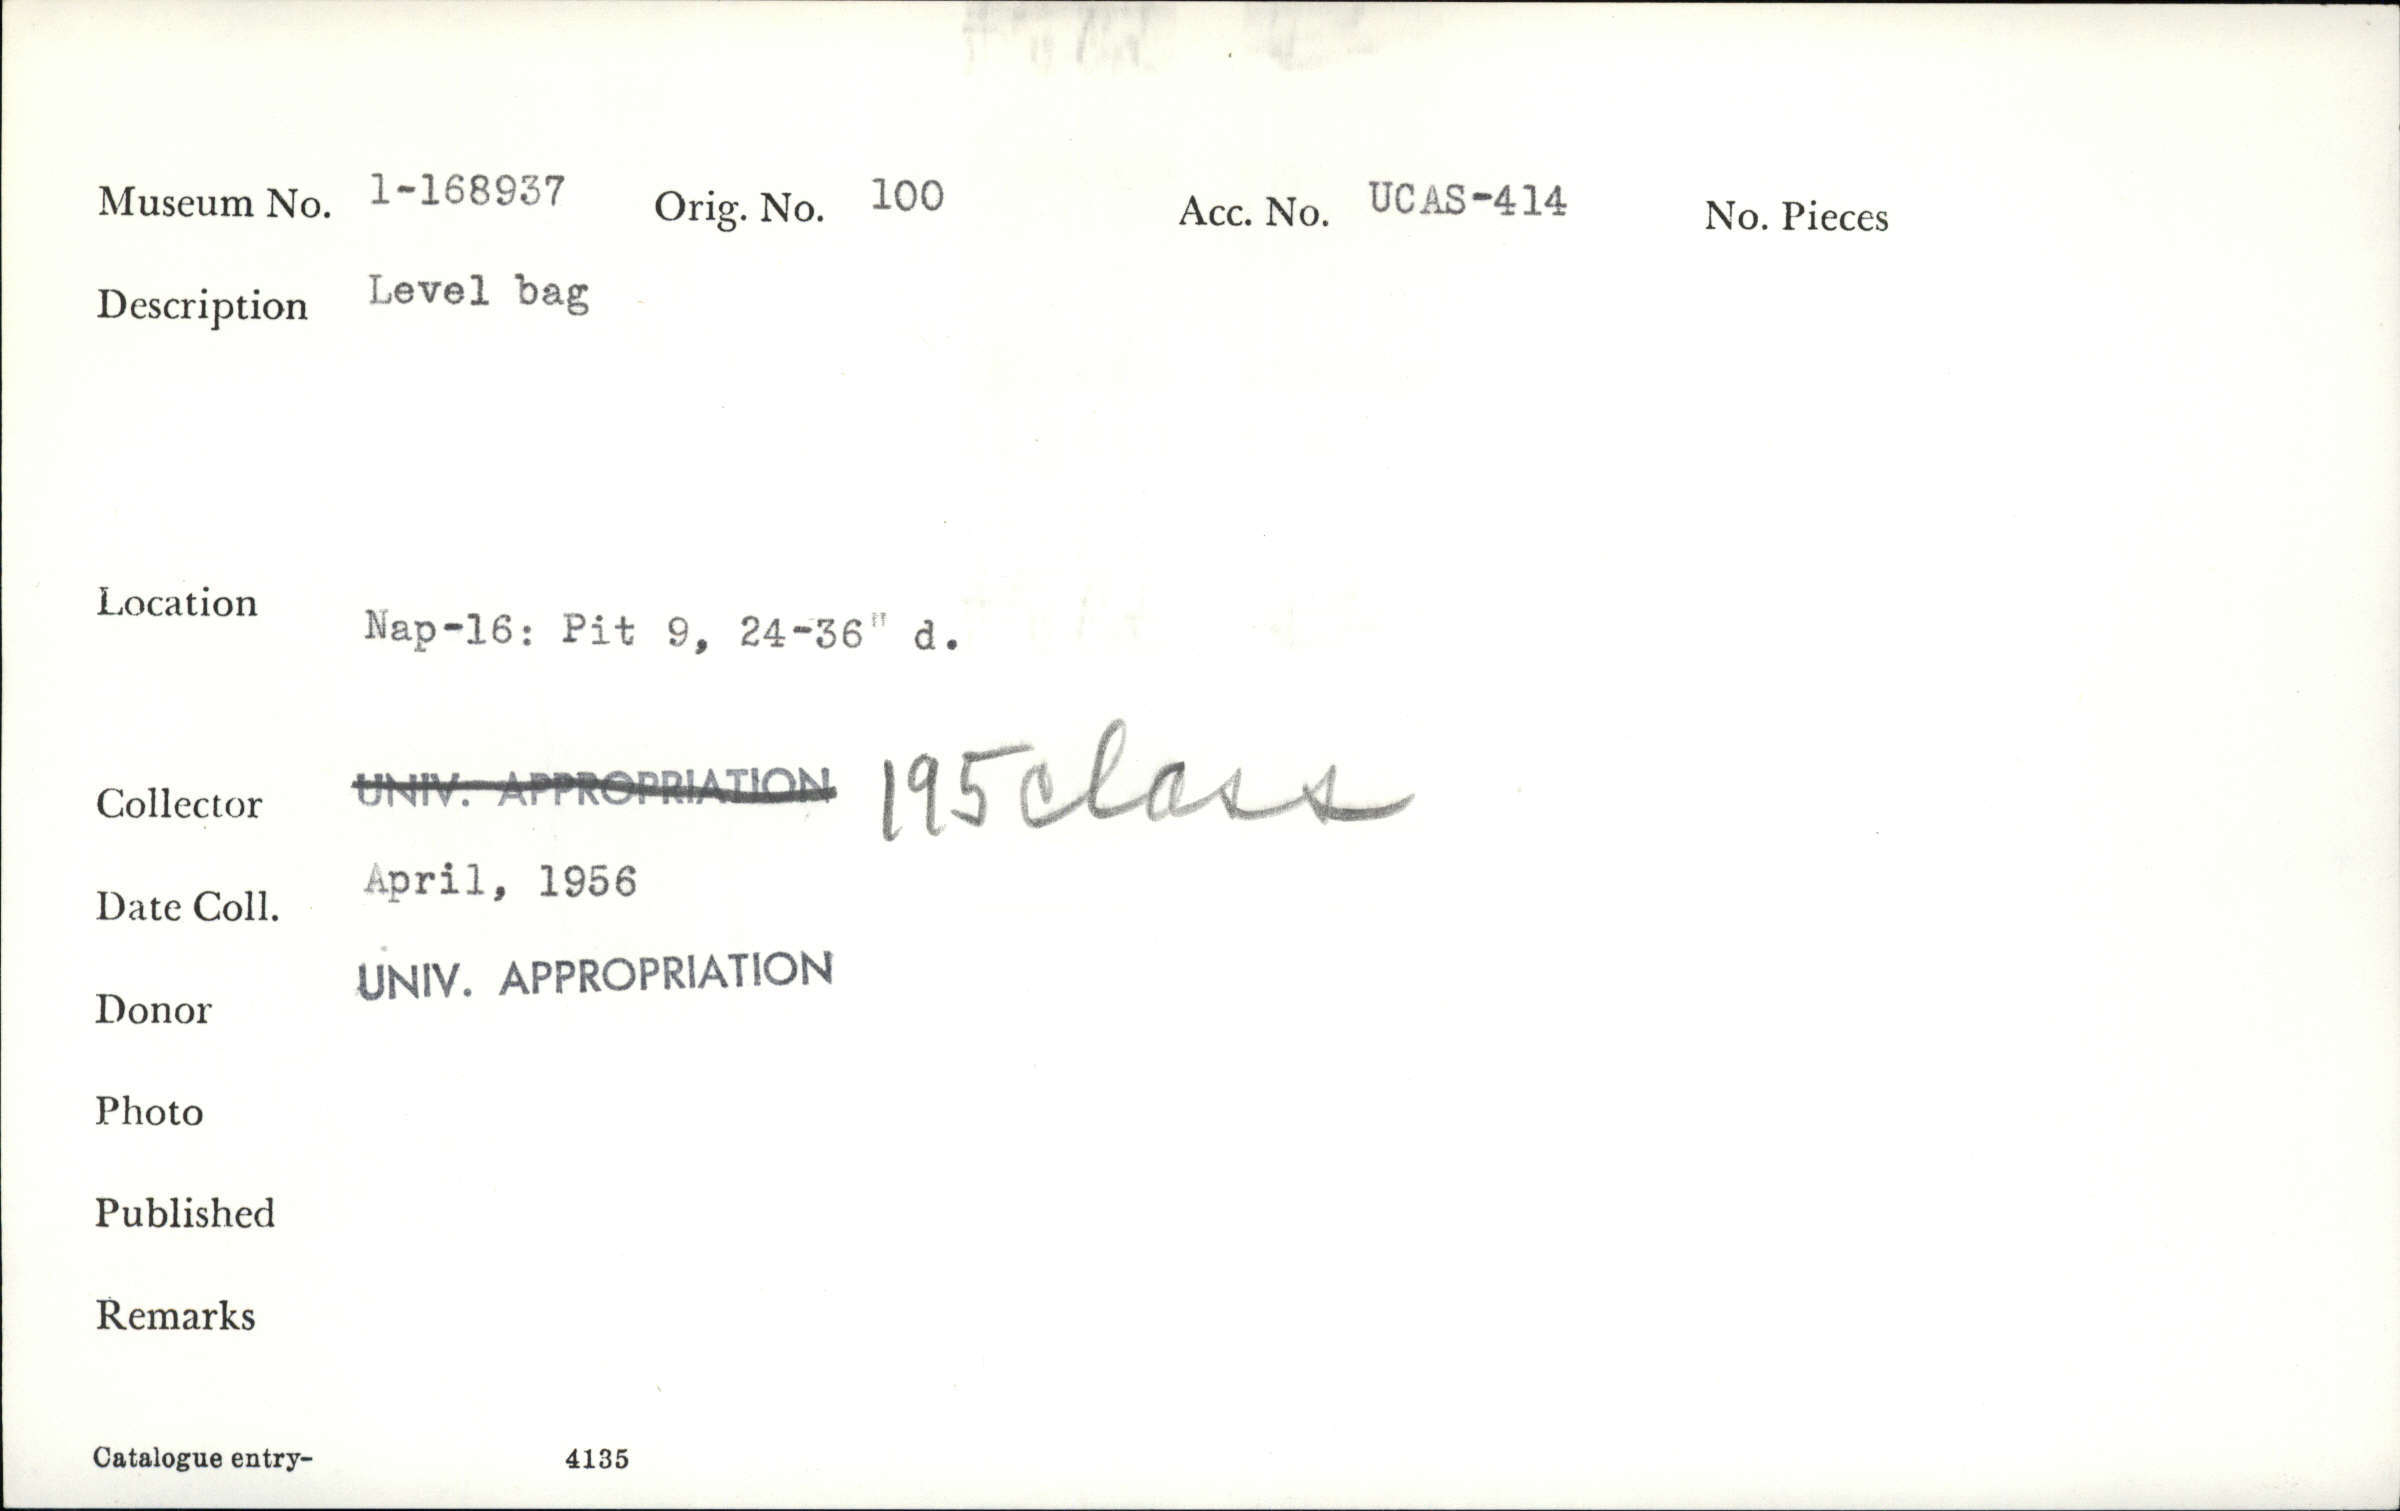 Museum No. 1-168937 Orig. No. 100 Acc. No. UCAS-414 No. Pieces
Description Level bag
Location Nap-16: Pit 9, 24-36" d.
Collector UNIV. APPROPRIATION 195 class
Date Coll. April, 1956
Donor UNIV. APPROPRIATION
Photo
Published
Remarks
Catalogue entry- 4135